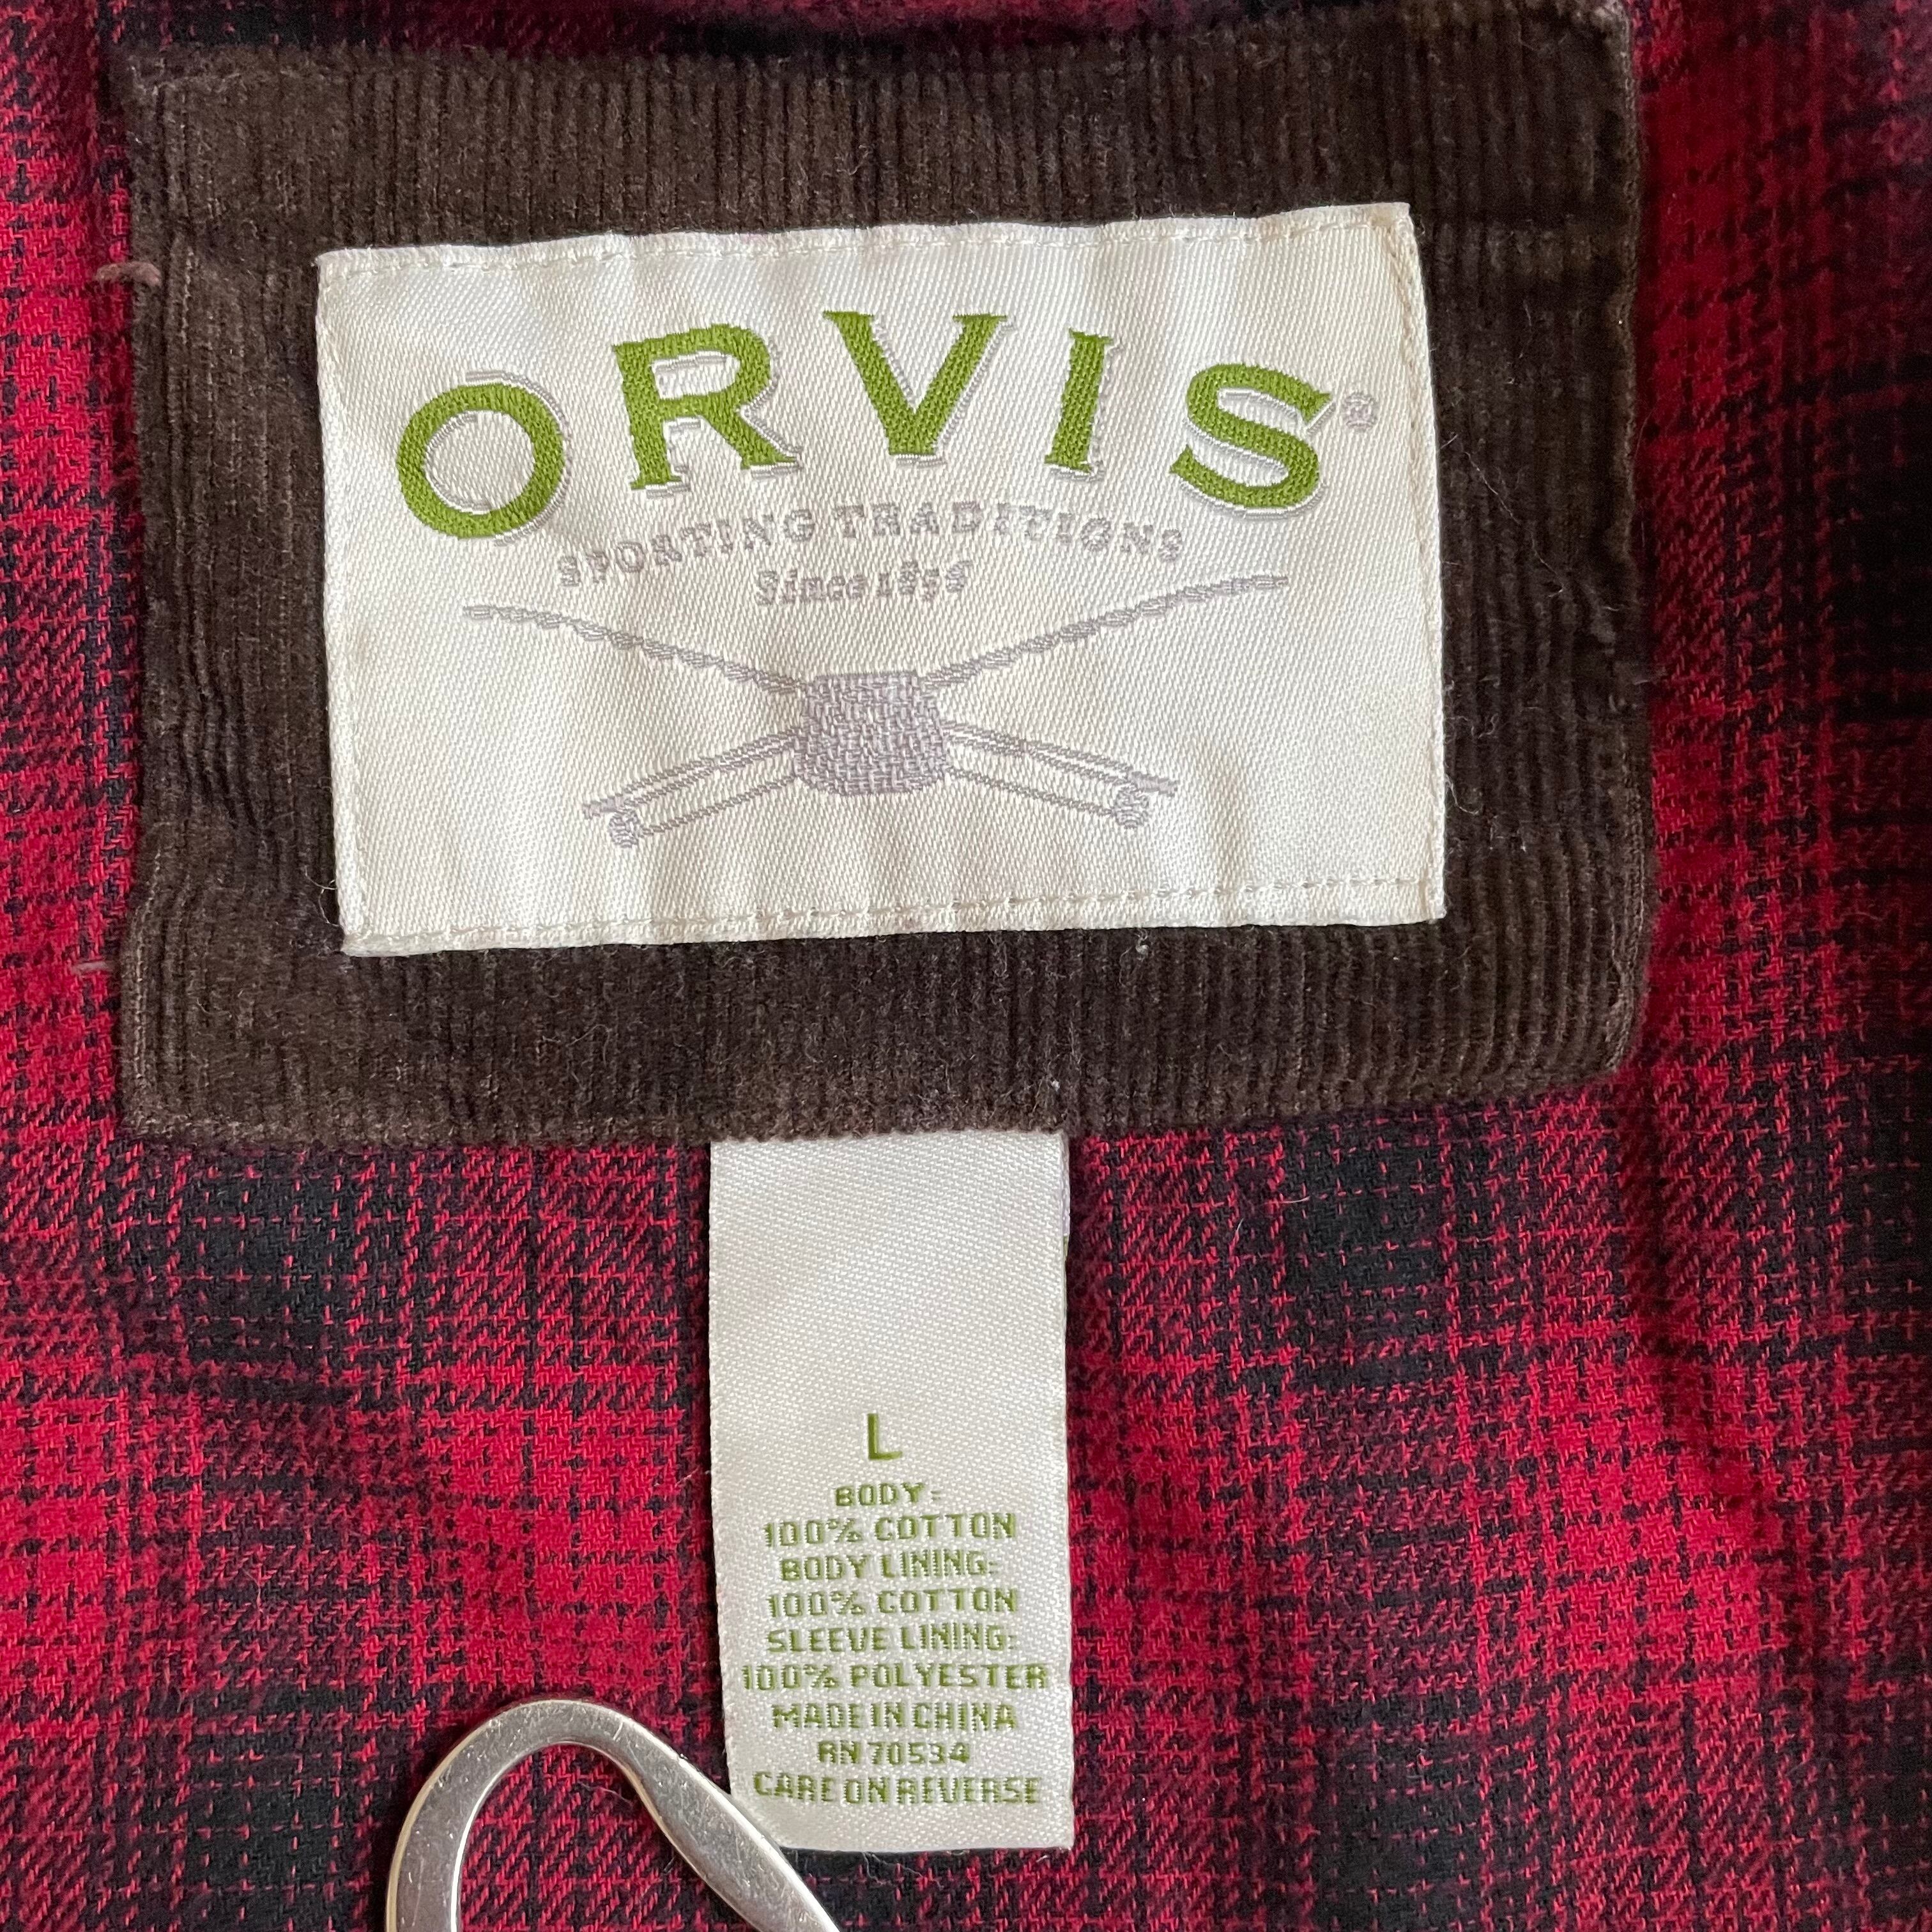 ORVIS®
SPORTING TRADITIONS
Since 1856
L
BODY:
100% COTTON
BODY LINING:
100% COTTON
SLEEVE LINING:
100% POLYESTER
MADE IN CHINA
RN 70534
CARE ON REVERSE